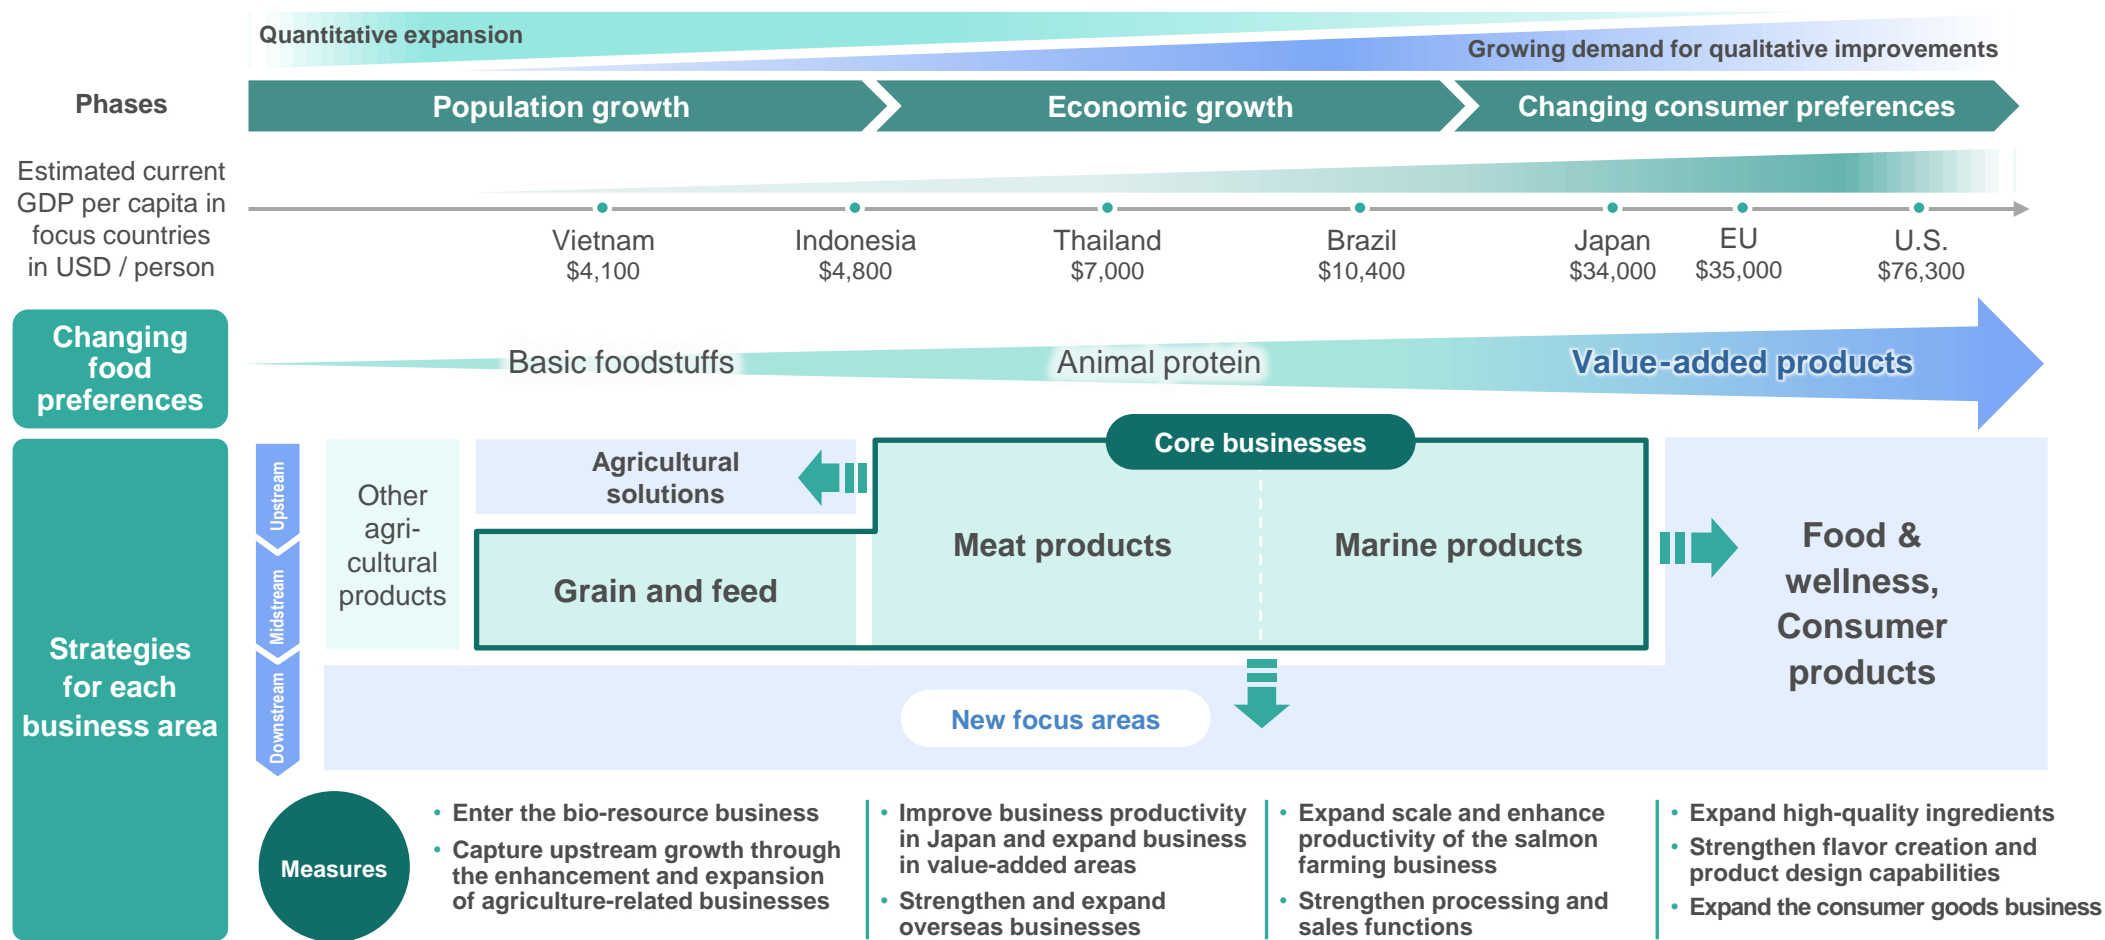 Quantitative expansion
Growing demand for qualitative improvements
Phases
Population growth
Economic growth
Changing consumer preferences
Estimated current
GDP per capita in
focus countries
in USD / person
Vietnam
$4,100
Indonesia
$4,800
Thailand
$7,000
Brazil
$10,400
Japan
$34,000
EU
$35,000
U.S.
$76,300
Changing
food
preferences
Basic foodstuffs
Animal protein
Value-added products
Strategies
for each
business area
Upstream
Midstream
Downstream
Other
agri-
cultural
products
Agricultural
solutions
Grain and feed
Core businesses
Meat products
Marine products
Food &
wellness,
Consumer
products
New focus areas
Measures
• Enter the bio-resource business
• Capture upstream growth through
the enhancement and expansion
of agriculture-related businesses
• Improve business productivity
in Japan and expand business
in value-added areas
• Strengthen and expand
overseas businesses
• Expand scale and enhance
productivity of the salmon
farming business
• Strengthen processing and
sales functions
• Expand high-quality ingredients
• Strengthen flavor creation and
product design capabilities
• Expand the consumer goods business